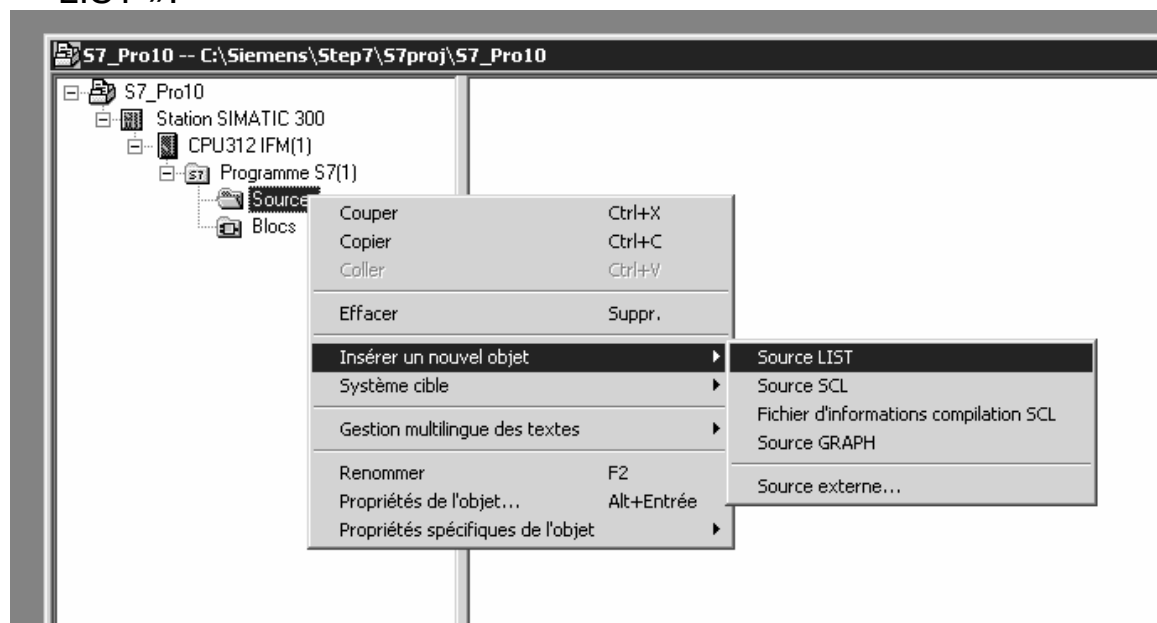 S7_Pro10 -- C:\Siemens\Step7\S7proj\S7_Pro10
S7_Pro10
Station SIMATIC 300
CPU312 IFM(1)
S7 Programme S7(1)
Source
Blocs
Couper Ctrl+X
Copier Ctrl+C
Coller Ctrl+V
Effacer Suppr.
Insérer un nouvel objet
Système cible
Gestion multilingue des textes
Renommer F2
Propriétés de l'objet... Alt+Entrée
Propriétés spécifiques de l'objet
Source LIST
Source SCL
Fichier d'informations compilation SCL
Source GRAPH
Source externe...